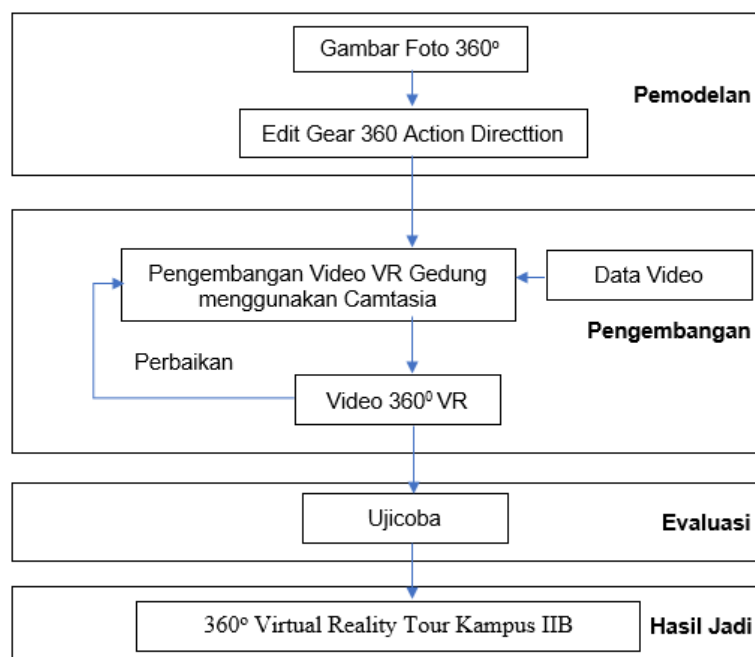 Gambar Foto 360º
Pemodelan
Edit Gear 360 Action Directtion
Pengembangan Video VR Gedung
menggunakan Camtasia
Data Video
Pengembangan
Perbaikan
Video 360⁰ VR
Ujicoba
Evaluasi
360º Virtual Reality Tour Kampus IIB
Hasil Jadi